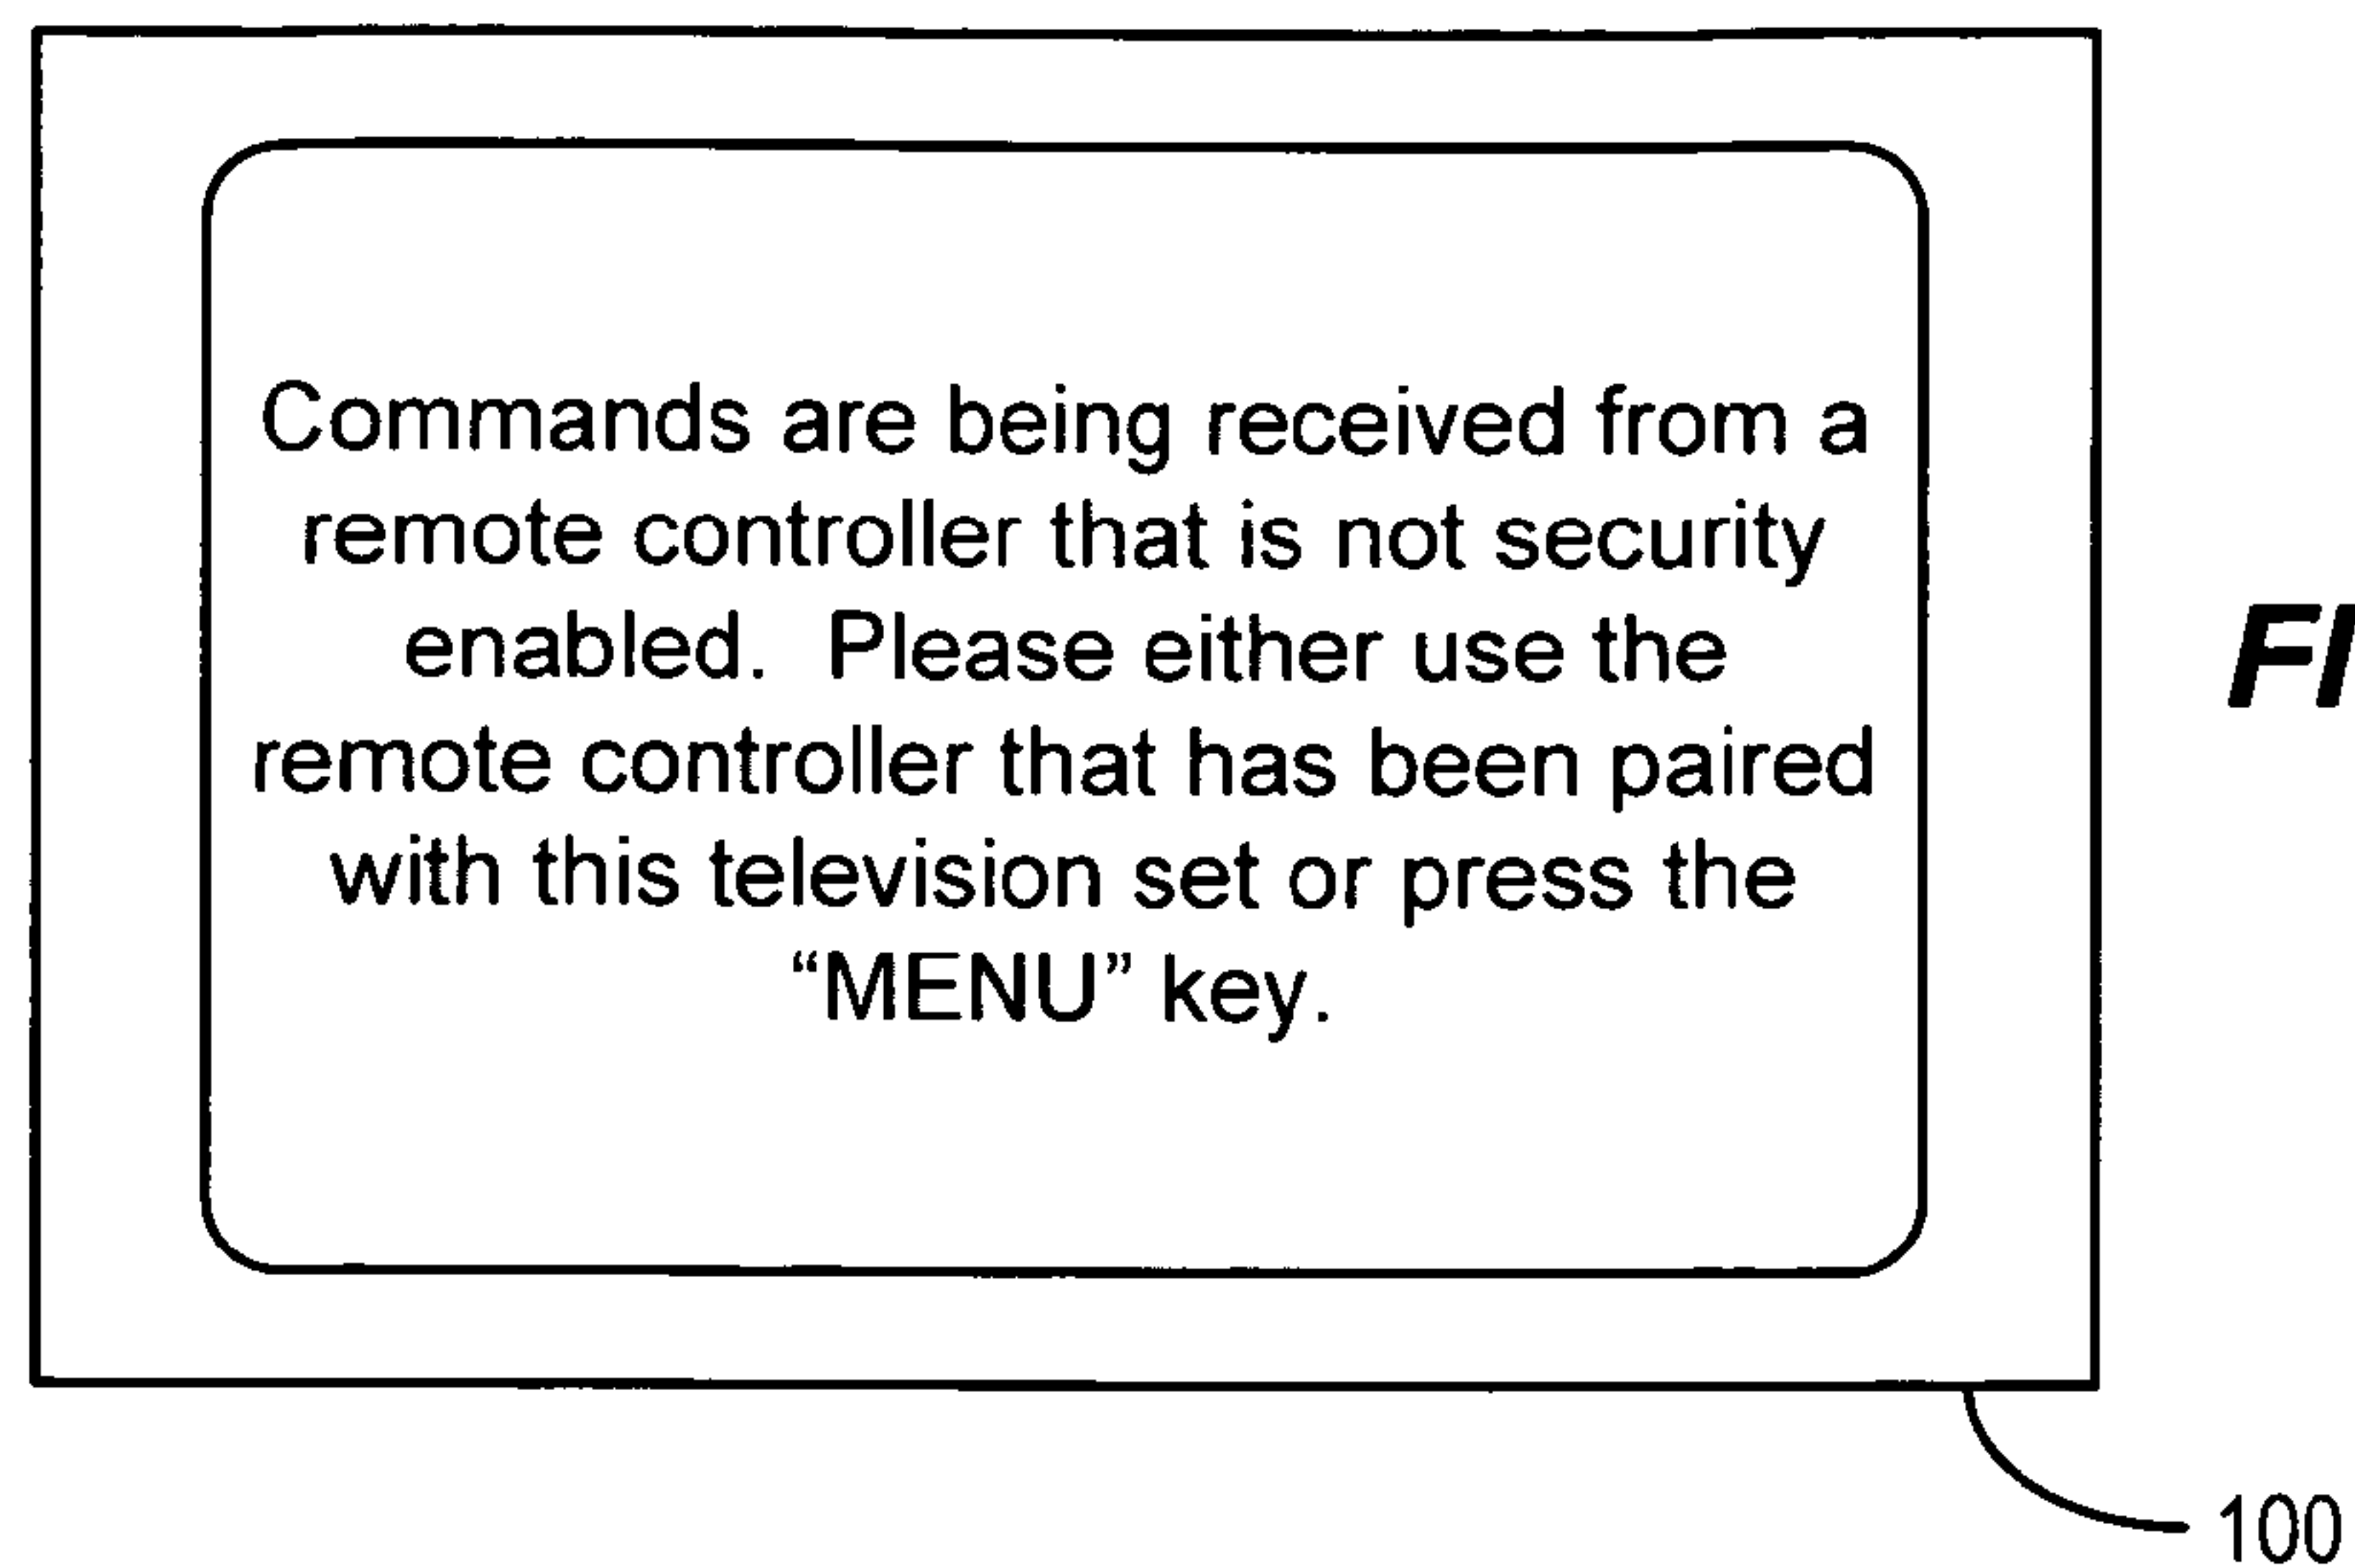 Commands are being received from a
remote controller that is not security
enabled.  Please either use the
remote controller that has been paired
with this television set or press the
“MENU” key.
FI
100